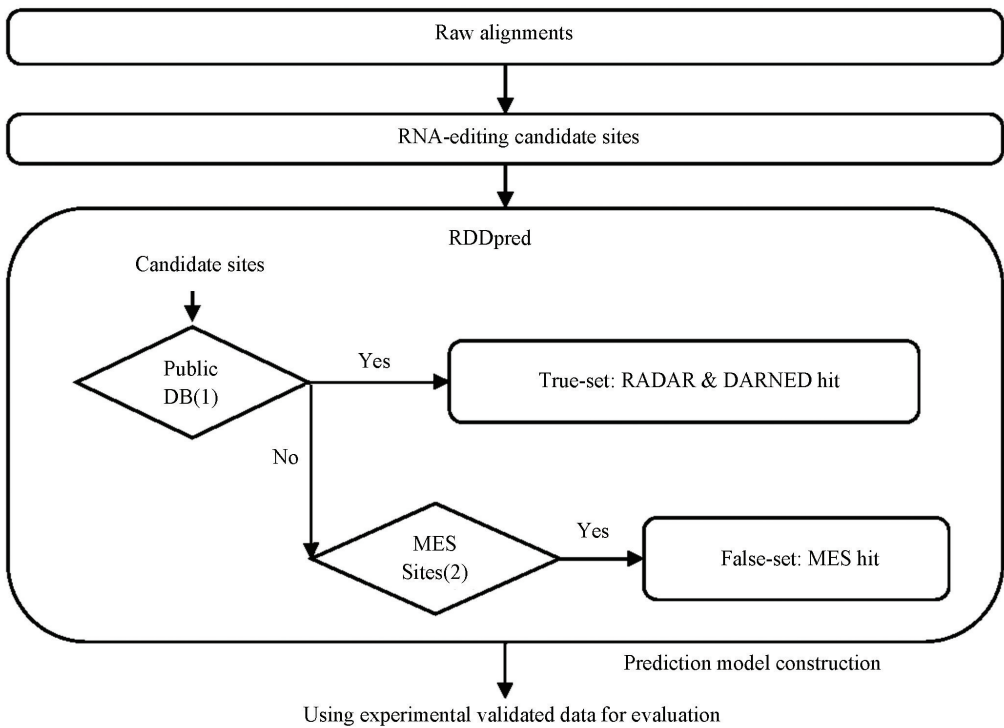 Raw alignments
RNA-editing candidate sites
RDDpred
Candidate sites
Public
DB(1)
Yes
True-set: RADAR & DARNED hit
No
MES
Sites(2)
Yes
False-set: MES hit
Prediction model construction
Using experimental validated data for evaluation